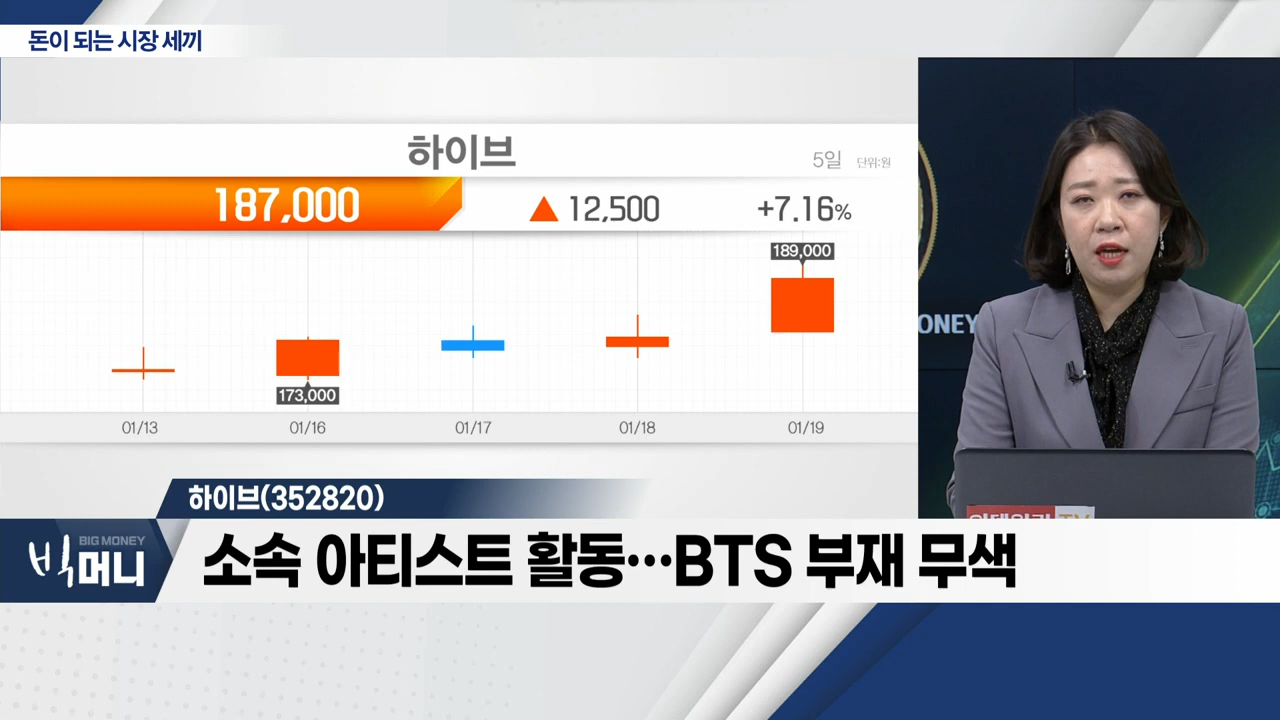 돈이 되는 시장 세끼
하이브
5일 단위:원
187,000 ▲ 12,500 +7.16%
189,000
173,000
01/13 01/16 01/17 01/18 01/19
ONEY
하이브(352820)
BIG MONEY
빅머니
소속 아티스트 활동…BTS 부재 무색